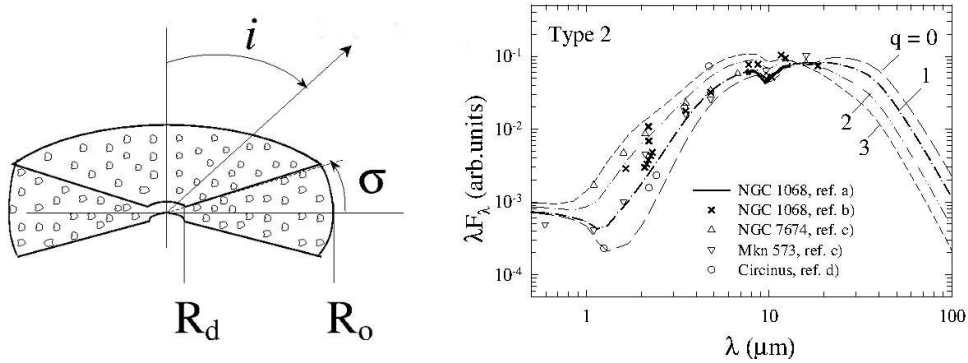 i
σ
R_d
R_o
Type 2
q = 0
1
2
3
NGC 1068, ref. a)
NGC 1068, ref. b)
NGC 7674, ref. c)
Mkn 573, ref. c)
Circinus, ref. d)
λF_λ (arb.units)
10^-1
10^-2
10^-3
10^-4
1
10
100
λ (μm)